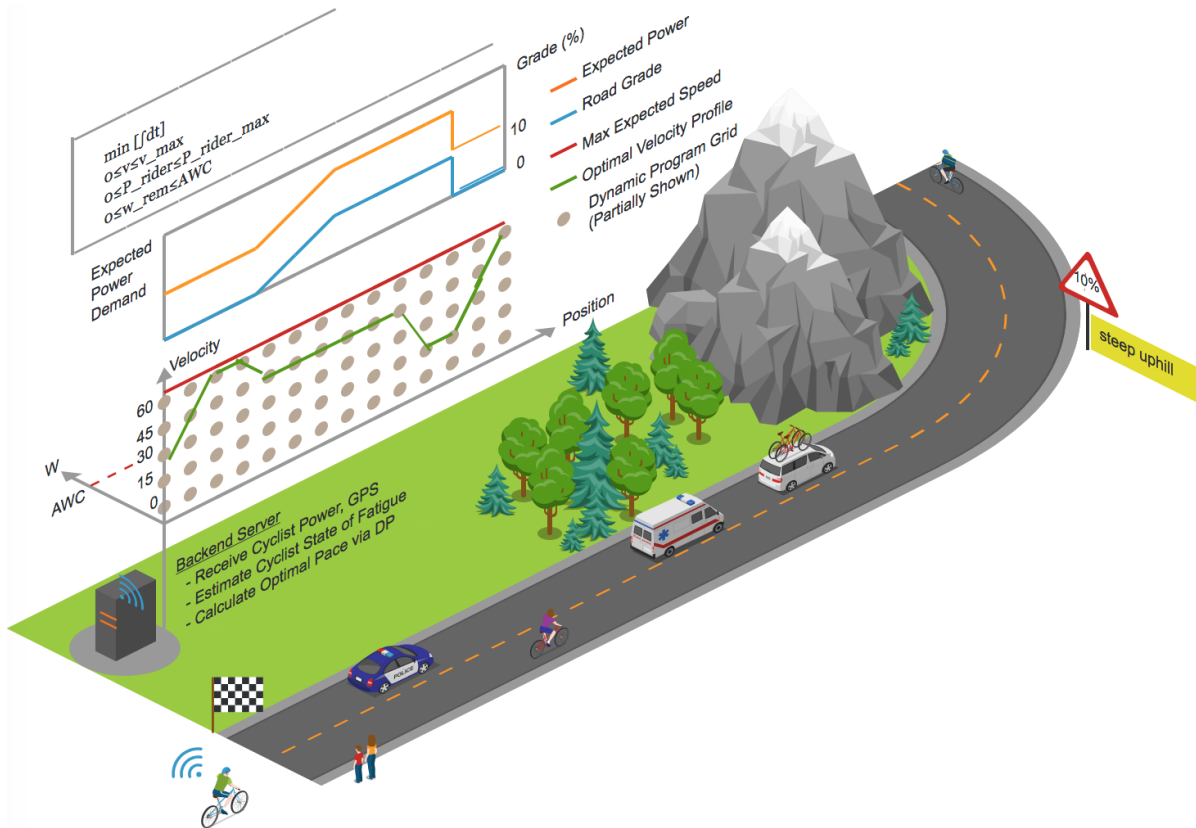 min [∫dt]
o≤v≤v_max
o≤P_rider≤P_rider_max
o≤w_rem≤AWC
Grade (%)
10
0
Expected Power
Road Grade
Max Expected Speed
Optimal Velocity Profile
Dynamic Program Grid
(Partially Shown)
Expected
Power
Demand
Velocity
Position
60
45
30
15
0
W
AWC
Backend Server
- Receive Cyclist Power, GPS
- Estimate Cyclist State of Fatigue
- Calculate Optimal Pace via DP
10%
steep uphill
POLICE